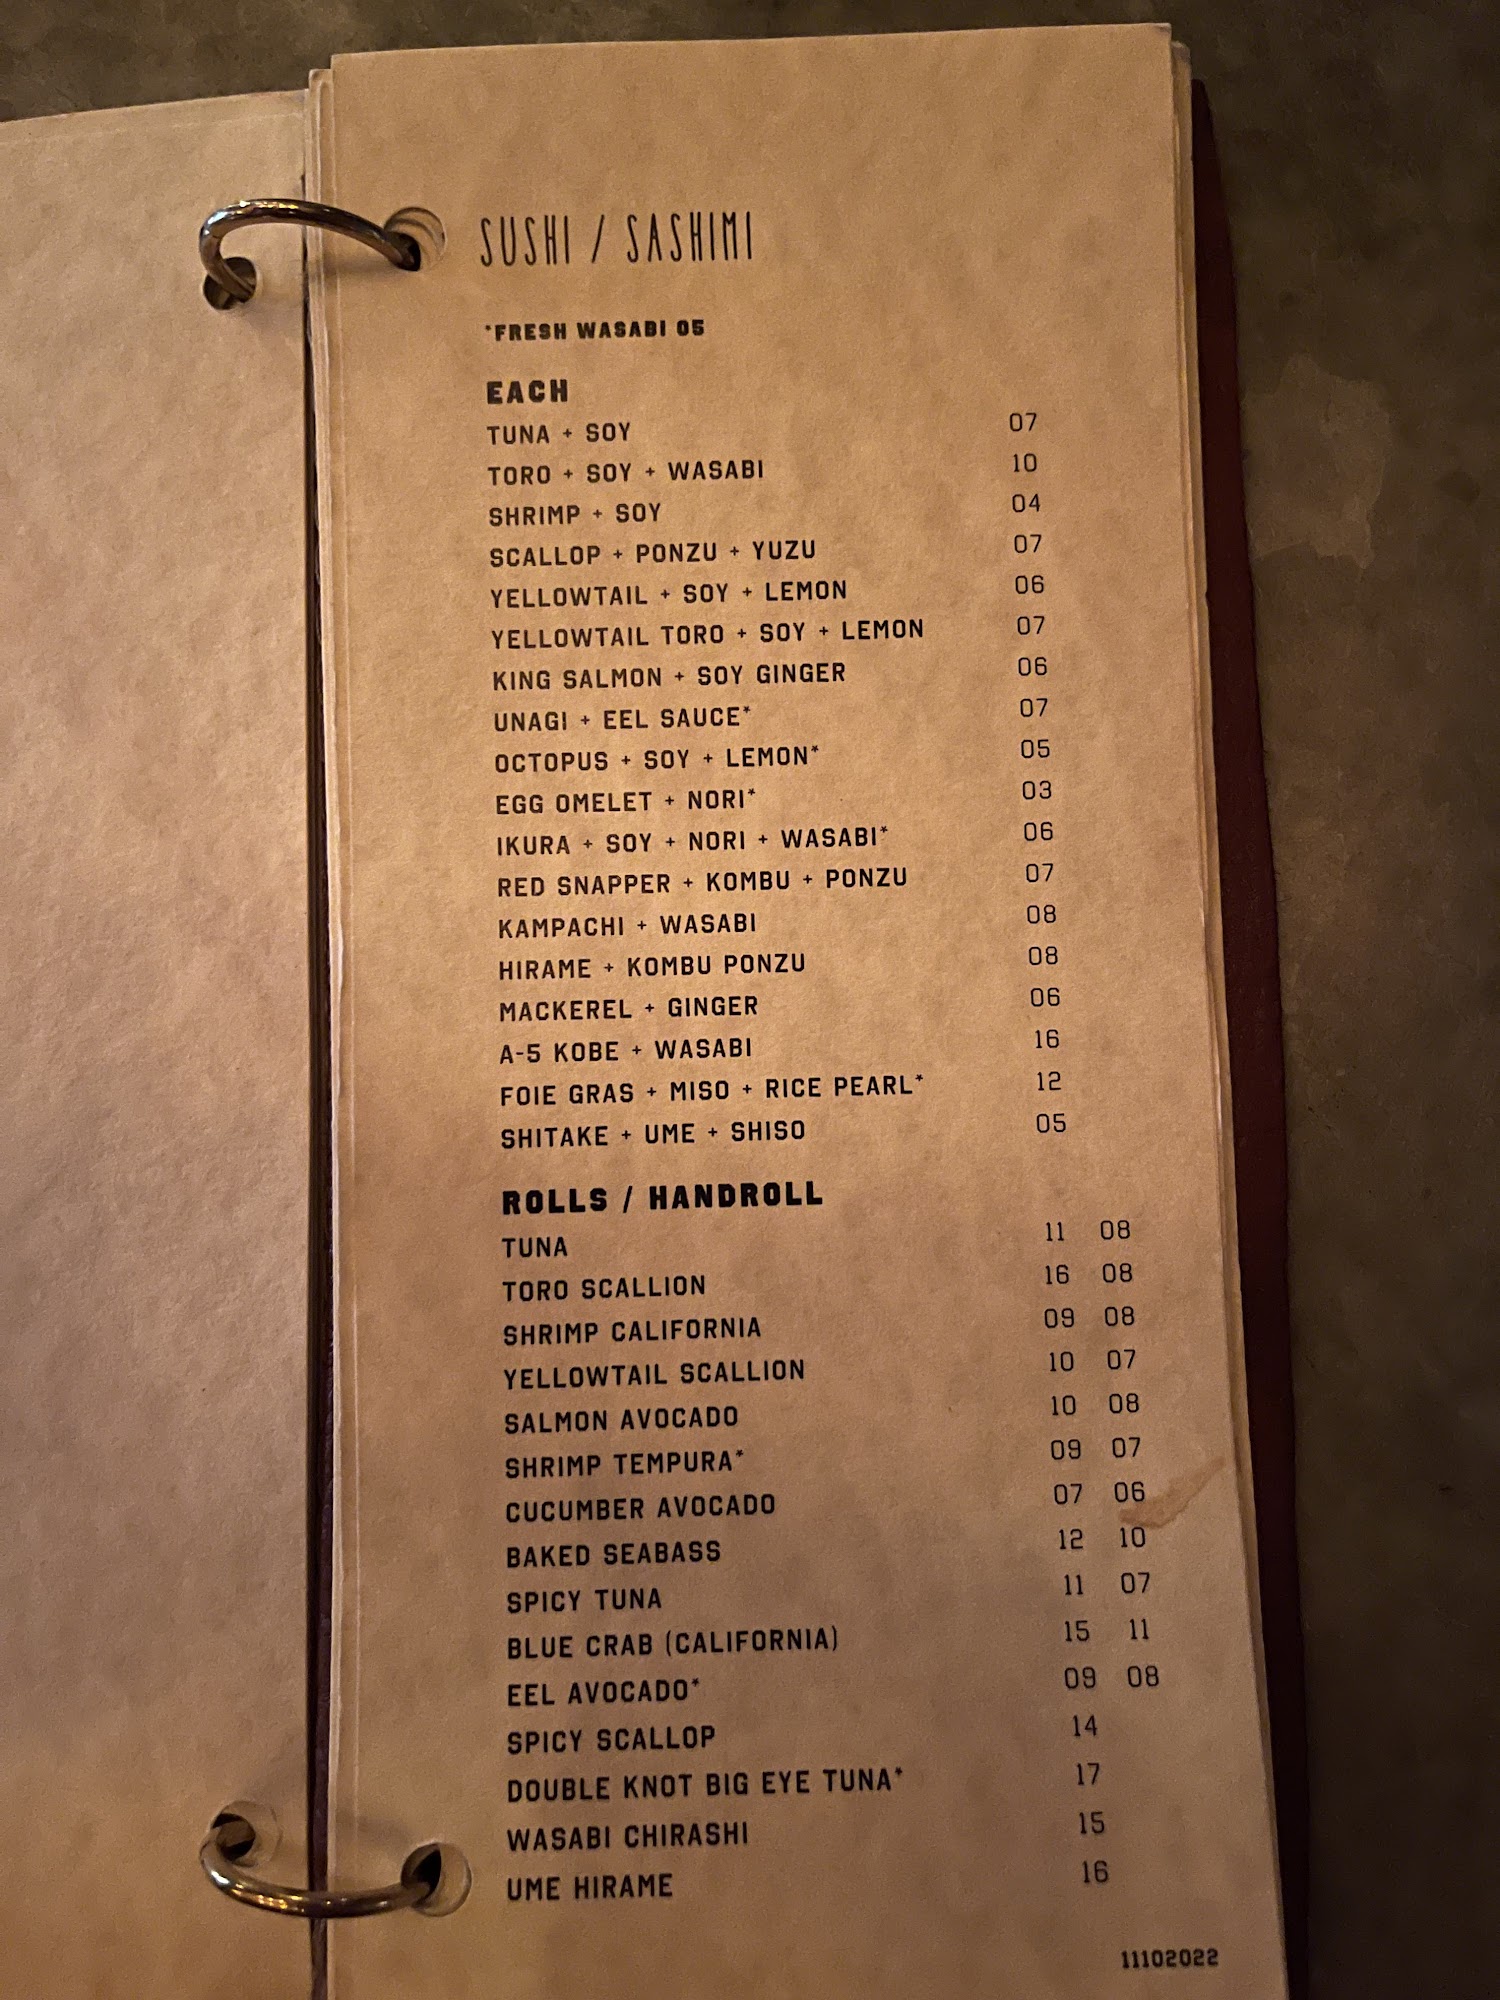 SUSHI / SASHIMI
*FRESH WASABI 05
EACH
TUNA + SOY 07
TORO + SOY + WASABI 10
SHRIMP + SOY 04
SCALLOP + PONZU + YUZU 07
YELLOWTAIL + SOY + LEMON 06
YELLOWTAIL TORO + SOY + LEMON 07
KING SALMON + SOY GINGER 06
UNAGI + EEL SAUCE* 07
OCTOPUS + SOY + LEMON* 05
EGG OMELET + NORI* 03
IKURA + SOY + NORI + WASABI* 06
RED SNAPPER + KOMBU + PONZU 07
KAMPACHI + WASABI 08
HIRAME + KOMBU PONZU 08
MACKEREL + GINGER 06
A-5 KOBE + WASABI 16
FOIE GRAS + MISO + RICE PEARL* 12
SHITAKE + UME + SHISO 05
ROLLS / HANDROLL
TUNA 11 08
TORO SCALLION 16 08
SHRIMP CALIFORNIA 09 08
YELLOWTAIL SCALLION 10 07
SALMON AVOCADO 10 08
SHRIMP TEMPURA* 09 07
CUCUMBER AVOCADO 07 06
BAKED SEABASS 12 10
SPICY TUNA 11 07
BLUE CRAB (CALIFORNIA) 15 11
EEL AVOCADO* 09 08
SPICY SCALLOP 14
DOUBLE KNOT BIG EYE TUNA* 17
WASABI CHIRASHI 15
UME HIRAME 16
11102022